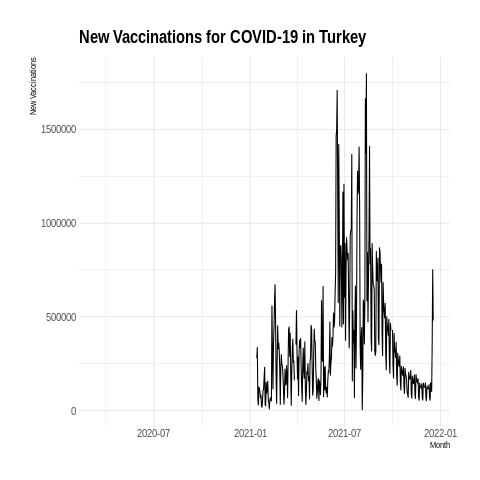 New Vaccinations for COVID-19 in Turkey
New Vaccinations
1500000
1000000
500000
0
2020-07
2021-01
2021-07
2022-01
Month